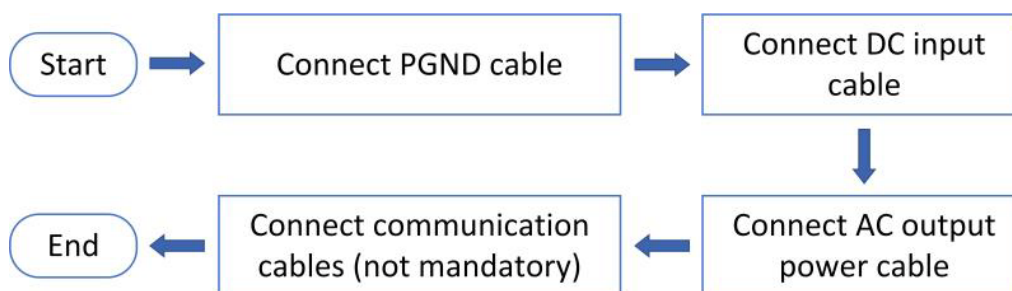 Start
Connect PGND cable
Connect DC input
cable
Connect AC output
power cable
Connect communication
cables (not mandatory)
End